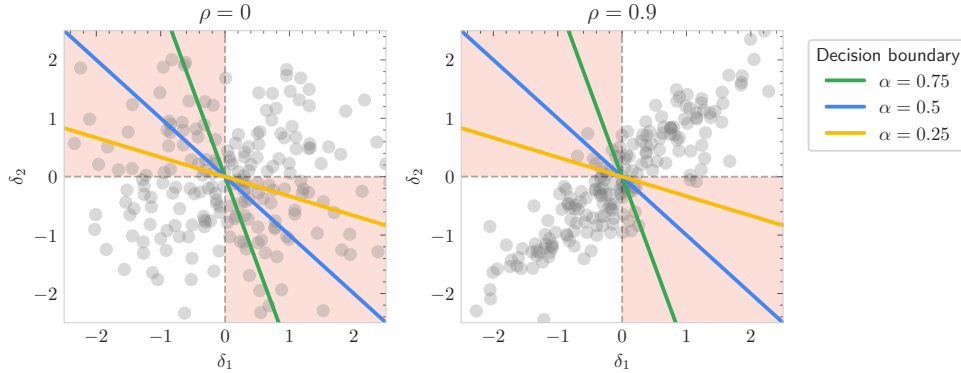 ρ = 0
2
1
0
−1
−2
δ₂
−2 −1 0 1 2
δ₁
ρ = 0.9
2
1
0
−1
−2
δ₂
−2 −1 0 1 2
δ₁
Decision boundary
α = 0.75
α = 0.5
α = 0.25